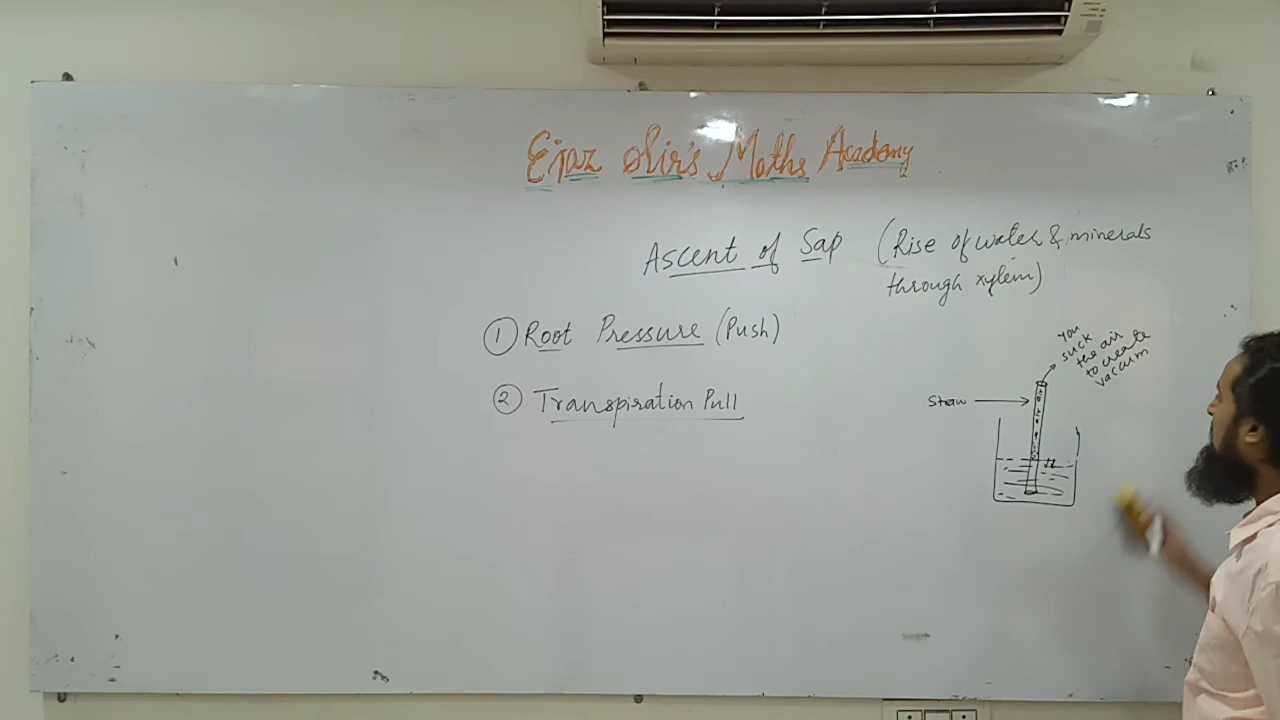 Ejaz Sir's Maths Academy
Ascent of Sap (Rise of water & minerals
through xylem)
① Root Pressure (Push)
② Transpiration Pull
You
suck
the air
to create
vacuum
Straw